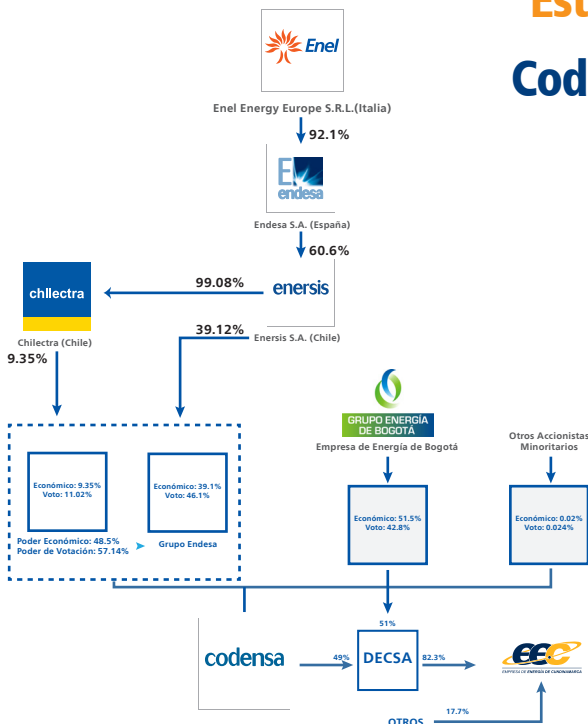 Est
Cod
Enel
Enel Energy Europe S.R.L.(Italia)
92.1%
endesa
Endesa S.A. (España)
60.6%
chilectra
99.08%
enersis
Chilectra (Chile)
39.12%
Enersis S.A. (Chile)
9.35%
GRUPO ENERGÍA
DE BOGOTÁ
Empresa de Energía de Bogotá
Otros Accionistas
Minoritarios
Económico: 9.35%
Voto: 11.02%
Económico: 39.1%
Voto: 46.1%
Económico: 51.5%
Voto: 42.8%
Económico: 0.02%
Voto: 0.024%
Poder Económico: 48.5%
Poder de Votación: 57.14%
Grupo Endesa
51%
codensa
49%
DECSA
82.3%
eec
EMPRESA DE ENERGÍA DE CUNDINAMARCA
17.7%
OTROS